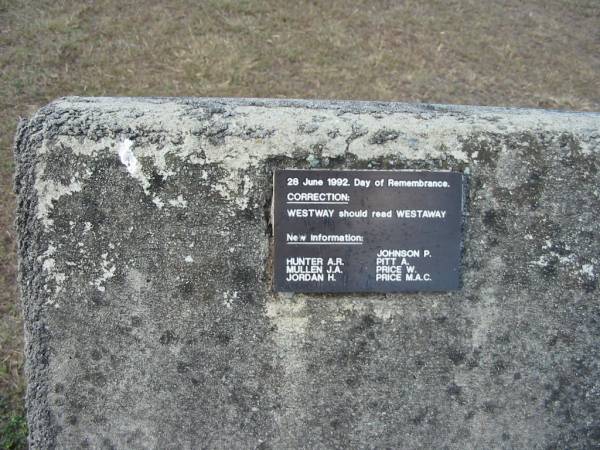 28 June 1992. Day of Remembrance.
CORRECTION:
WESTWAY should read WESTAWAY
New information:
HUNTER A.R.
MULLEN J.A.
JORDAN H.
JOHNSON P.
PITT A.
PRICE W.
PRICE M.A.C.